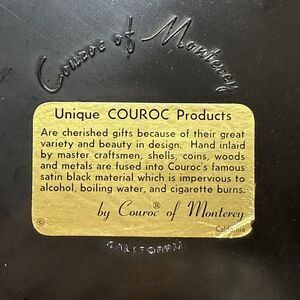 Couroc of Monterey
Unique COUROC Products
Are cherished gifts because of their great
variety and beauty in design. Hand inlaid
by master craftsmen, shells, coins, woods
and metals are fused into Couroc's famous
satin black material which is impervious to
alcohol, boiling water, and cigarette burns.
by Couroc® of Monterey
© California
CALIFORNIA